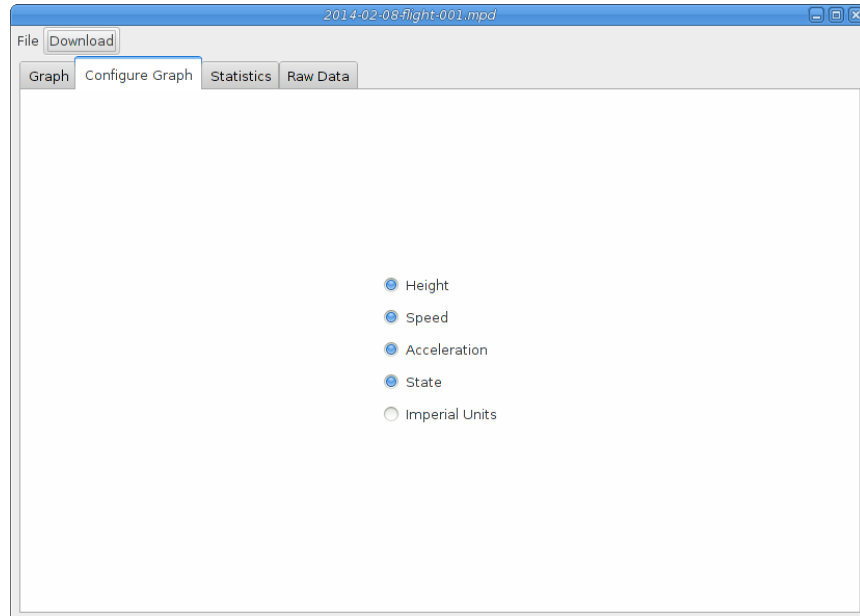 2014-02-08-flight-001.mpd
File Download
Graph Configure Graph Statistics Raw Data
Height
Speed
Acceleration
State
Imperial Units